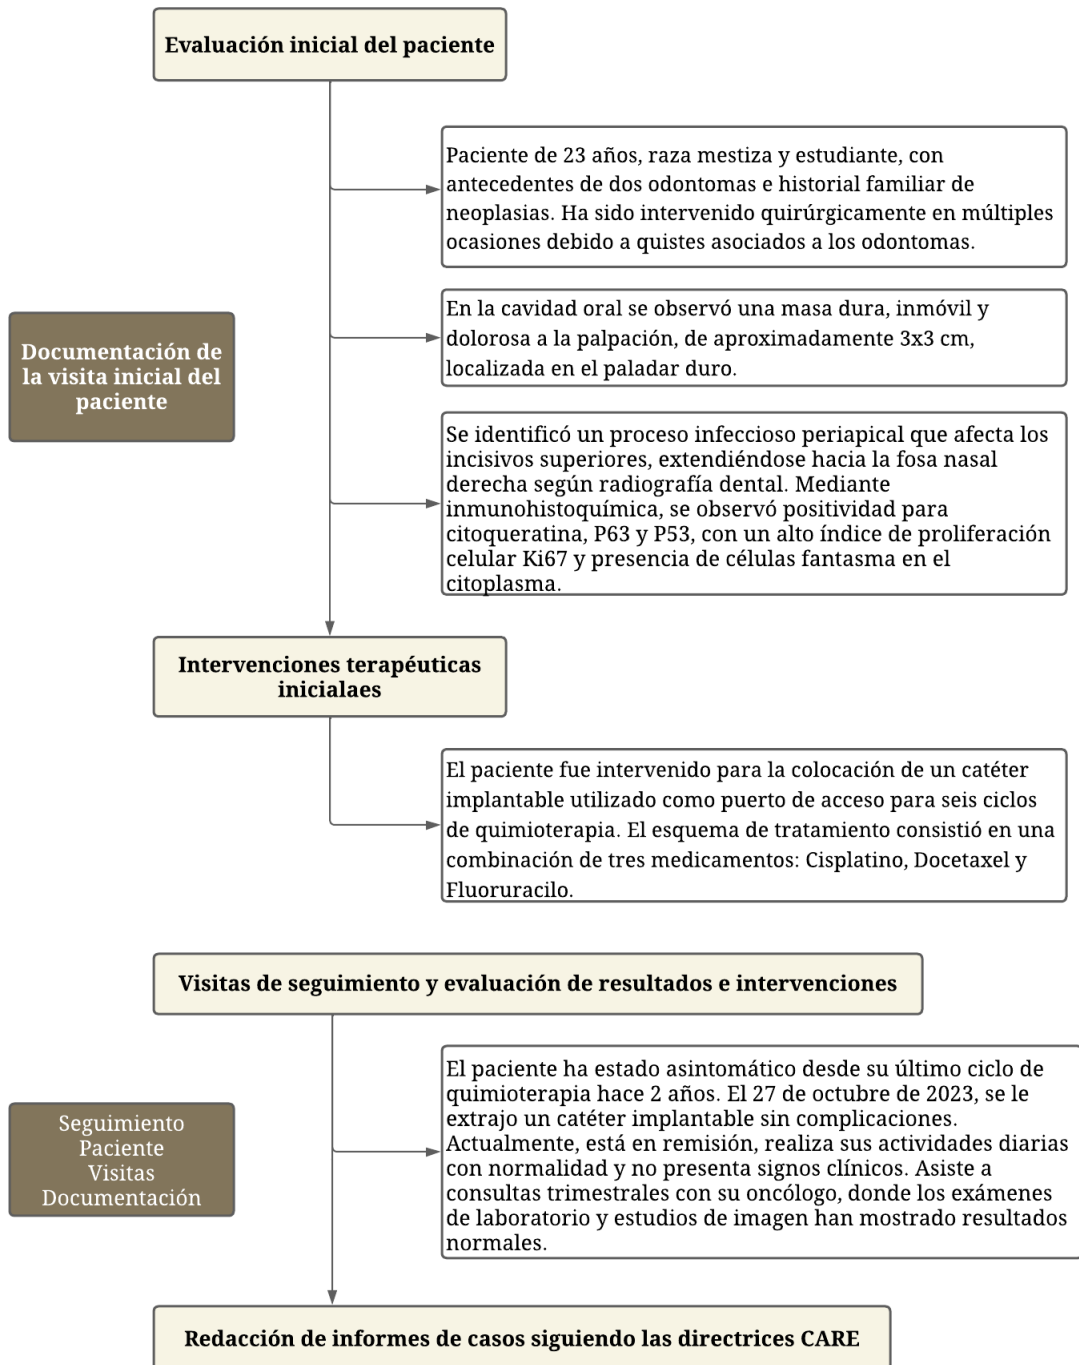 Evaluación inicial del paciente
Paciente de 23 años, raza mestiza y estudiante, con
antecedentes de dos odontomas e historial familiar de
neoplasias. Ha sido intervenido quirúrgicamente en múltiples
ocasiones debido a quistes asociados a los odontomas.
En la cavidad oral se observó una masa dura, inmóvil y
dolorosa a la palpación, de aproximadamente 3x3 cm,
localizada en el paladar duro.
Documentación de
la visita inicial del
paciente
Se identificó un proceso infeccioso periapical que afecta los
incisivos superiores, extendiéndose hacia la fosa nasal
derecha según radiografía dental. Mediante
inmunohistoquímica, se observó positividad para
citoqueratina, P63 y P53, con un alto índice de proliferación
celular Ki67 y presencia de células fantasma en el
citoplasma.
Intervenciones terapéuticas
inicialaes
El paciente fue intervenido para la colocación de un catéter
implantable utilizado como puerto de acceso para seis ciclos
de quimioterapia. El esquema de tratamiento consistió en una
combinación de tres medicamentos: Cisplatino, Docetaxel y
Fluoruracilo.
Visitas de seguimiento y evaluación de resultados e intervenciones
El paciente ha estado asintomático desde su último ciclo de
quimioterapia hace 2 años. El 27 de octubre de 2023, se le
extrajo un catéter implantable sin complicaciones.
Actualmente, está en remisión, realiza sus actividades diarias
con normalidad y no presenta signos clínicos. Asiste a
consultas trimestrales con su oncólogo, donde los exámenes
de laboratorio y estudios de imagen han mostrado resultados
normales.
Seguimiento
Paciente
Visitas
Documentación
Redacción de informes de casos siguiendo las directrices CARE